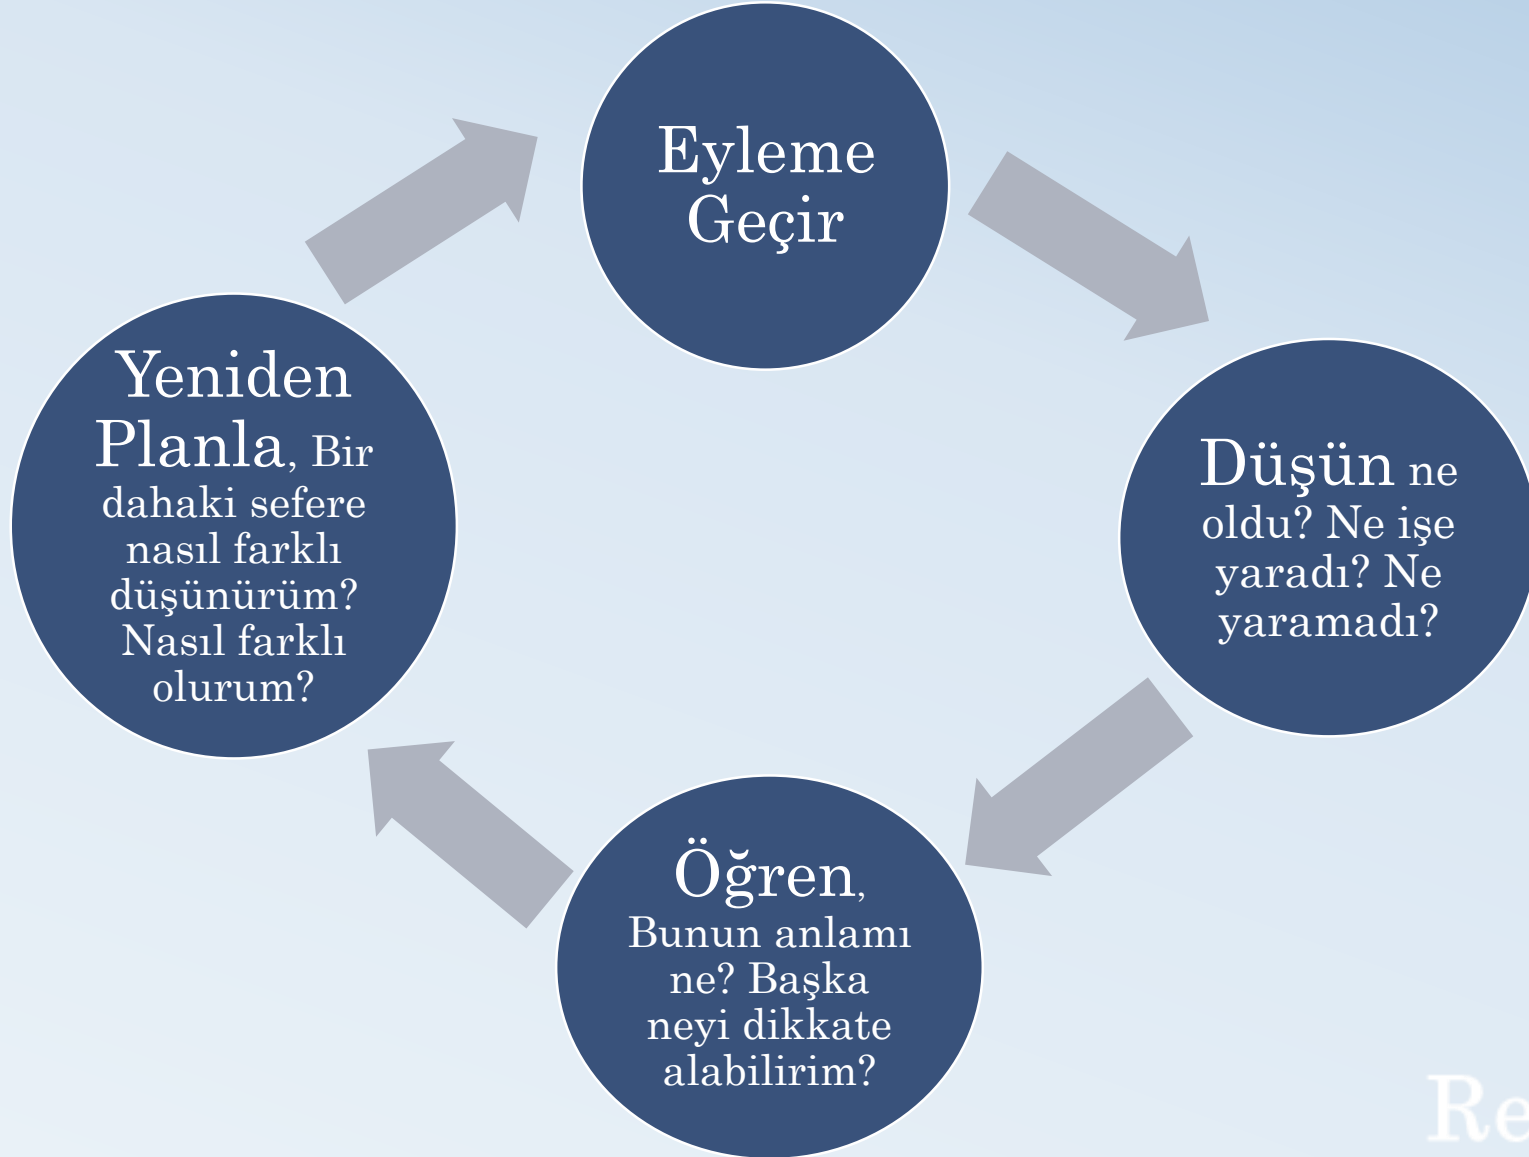 Eyleme
Geçir
Düşün ne
oldu? Ne işe
yaradı? Ne
yaramadı?
Öğren,
Bunun anlamı
ne? Başka
neyi dikkate
alabilirim?
Yeniden
Planla, Bir
dahaki sefere
nasıl farklı
düşünürüm?
Nasıl farklı
olurum?
Re